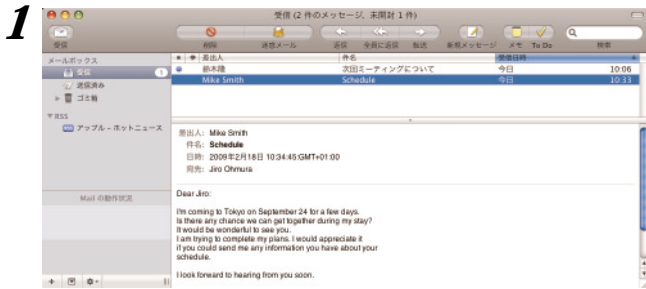 1
受信 (2 件のメッセージ、未開封 1 件)
受信 削除 迷惑メール 返信 全員に返信 転送 新規メッセージ メモ To Do 検索
メールボックス
受信 1
送信済み
ゴミ箱
RSS
アップル - ホットニュース
Mail の動作状況
差出人 件名 受信日時
鈴木隆 次回ミーティングについて 今日 10:06
Mike Smith Schedule 今日 10:33
差出人: Mike Smith
件名: Schedule
日時: 2009年2月18日 10:34:45:GMT+01:00
宛先: Jiro Ohmura
Dear Jiro:
I'm coming to Tokyo on September 24 for a few days.
Is there any chance we can get together during my stay?
It would be wonderful to see you.
I am trying to complete my plans. I would appreciate it
if you could send me any information you have about your
schedule.
I look forward to hearing from you soon.